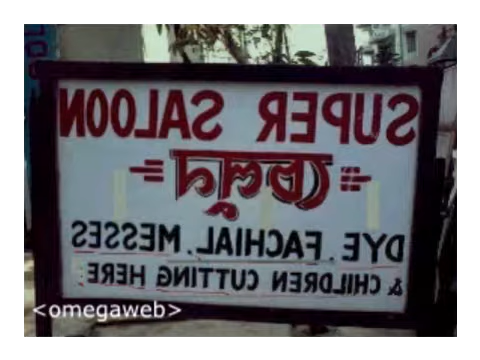 SUPER SALOON
= চেলুন =
DYE. FACHIAL. MESSES
& CHILDREN CUTTING HERE
<omegaweb>